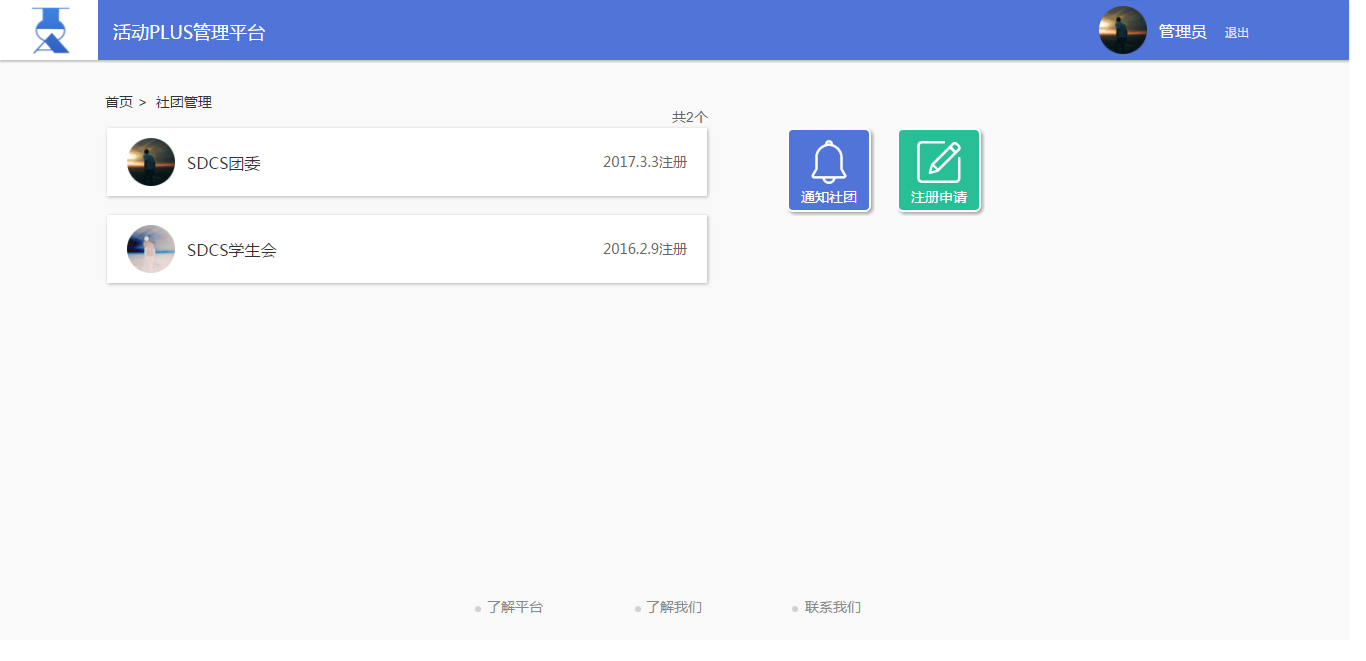 活动PLUS管理平台
管理员 退出
首页 > 社团管理
共2个
SDCS团委 2017.3.3注册
SDCS学生会 2016.2.9注册
通知社团
注册申请
了解平台 了解我们 联系我们